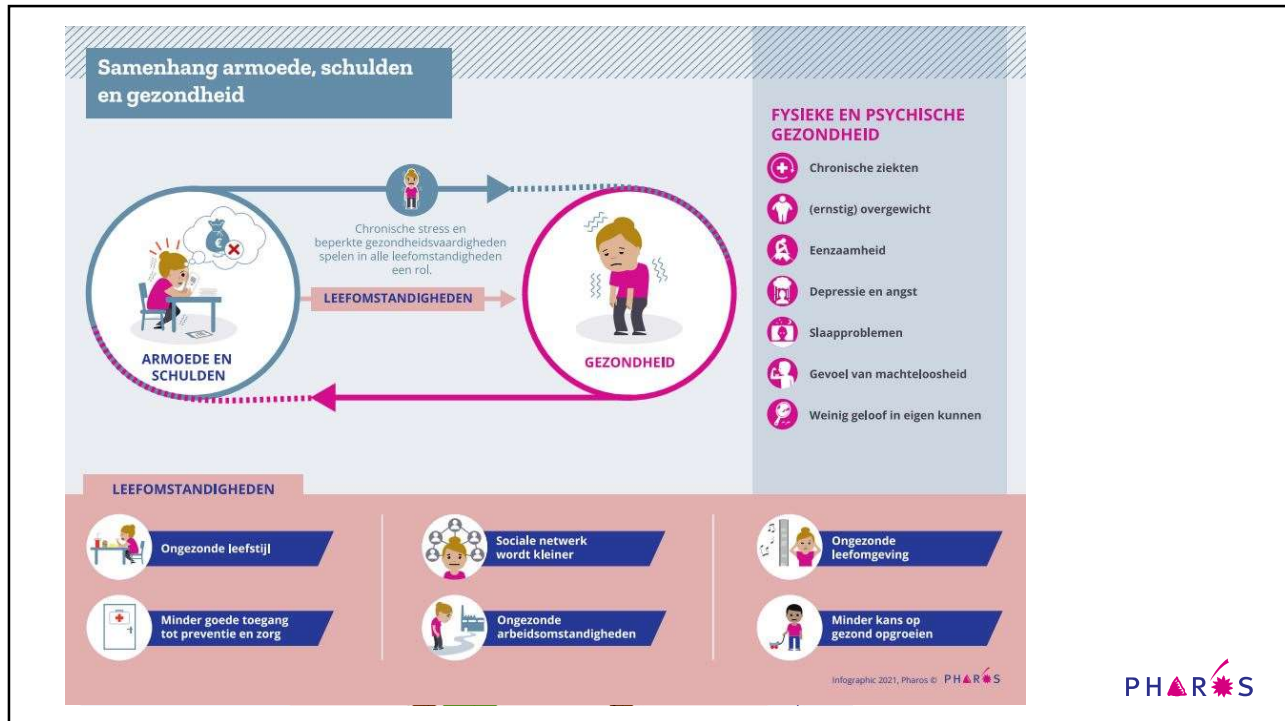 Samenhang armoede, schulden
en gezondheid
Chronische stress en
beperkte gezondheidsvaardigheden
spelen in alle leefomstandigheden
een rol.
LEEFOMSTANDIGHEDEN
€
ARMOEDE EN
SCHULDEN
GEZONDHEID
FYSIEKE EN PSYCHISCHE
GEZONDHEID
Chronische ziekten
(ernstig) overgewicht
Eenzaamheid
Depressie en angst
Slaapproblemen
Gevoel van machteloosheid
Weinig geloof in eigen kunnen
LEEFOMSTANDIGHEDEN
Ongezonde leefstijl
Sociale netwerk
wordt kleiner
Ongezonde
leefomgeving
Minder goede toegang
tot preventie en zorg
Ongezonde
arbeidsomstandigheden
Minder kans op
gezond opgroeien
Infographic 2021, Pharos © PHAROS
PHAROS